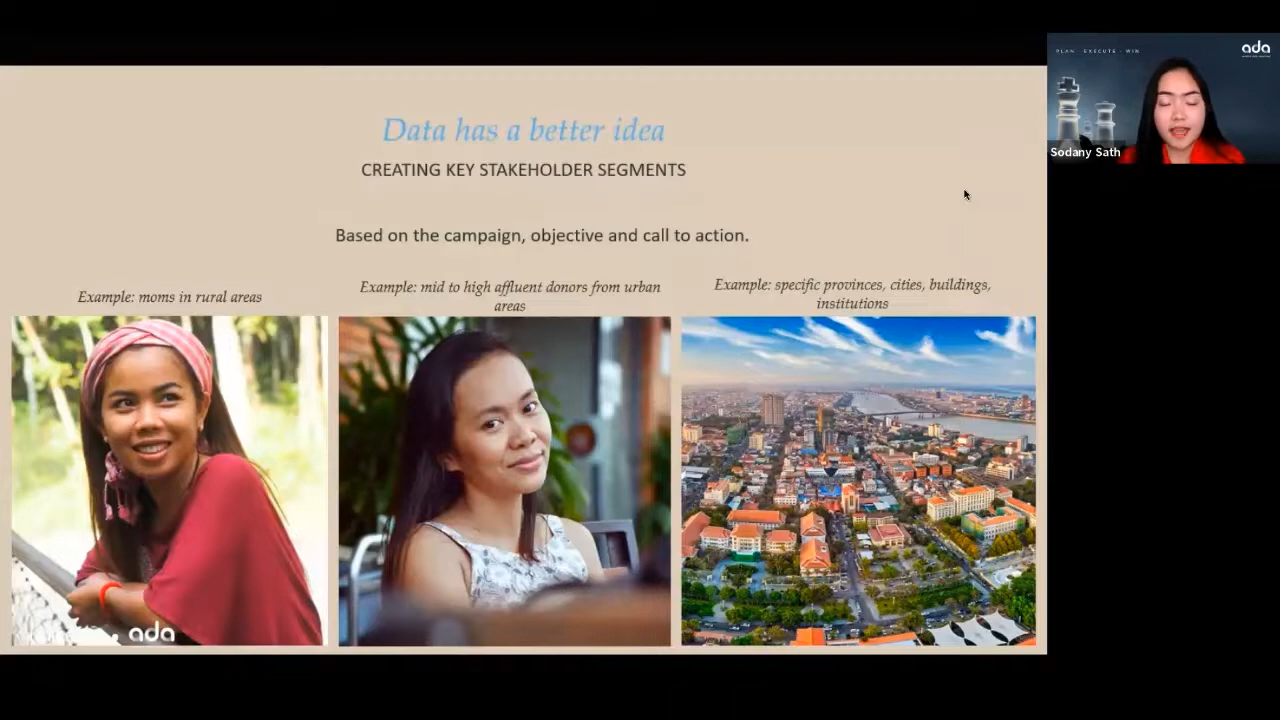 Data has a better idea
CREATING KEY STAKEHOLDER SEGMENTS
Based on the campaign, objective and call to action.
Example: moms in rural areas
Example: mid to high affluent donors from urban
areas
Example: specific provinces, cities, buildings,
institutions
ada
PLAN · EXECUTE · WIN
ada
Sodany Sath